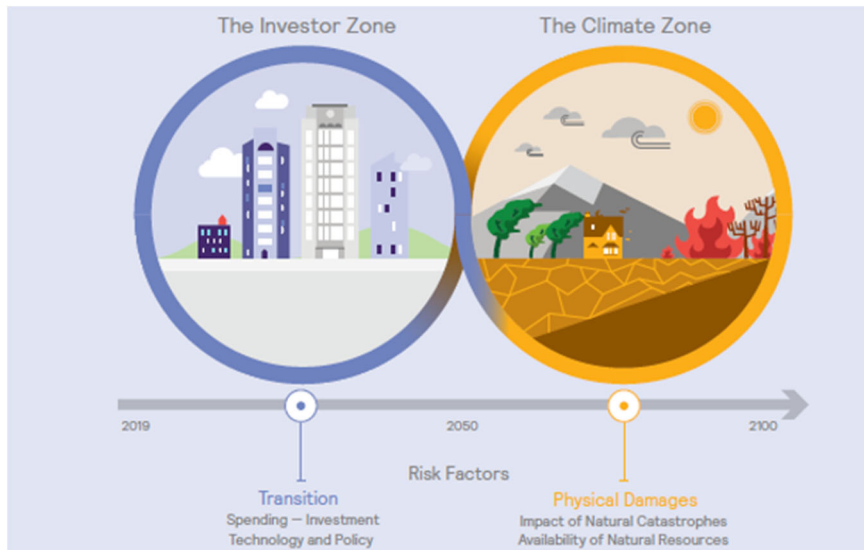 The Investor Zone
The Climate Zone
2019
2050
2100
Risk Factors
Transition
Spending — Investment
Technology and Policy
Physical Damages
Impact of Natural Catastrophes
Availability of Natural Resources